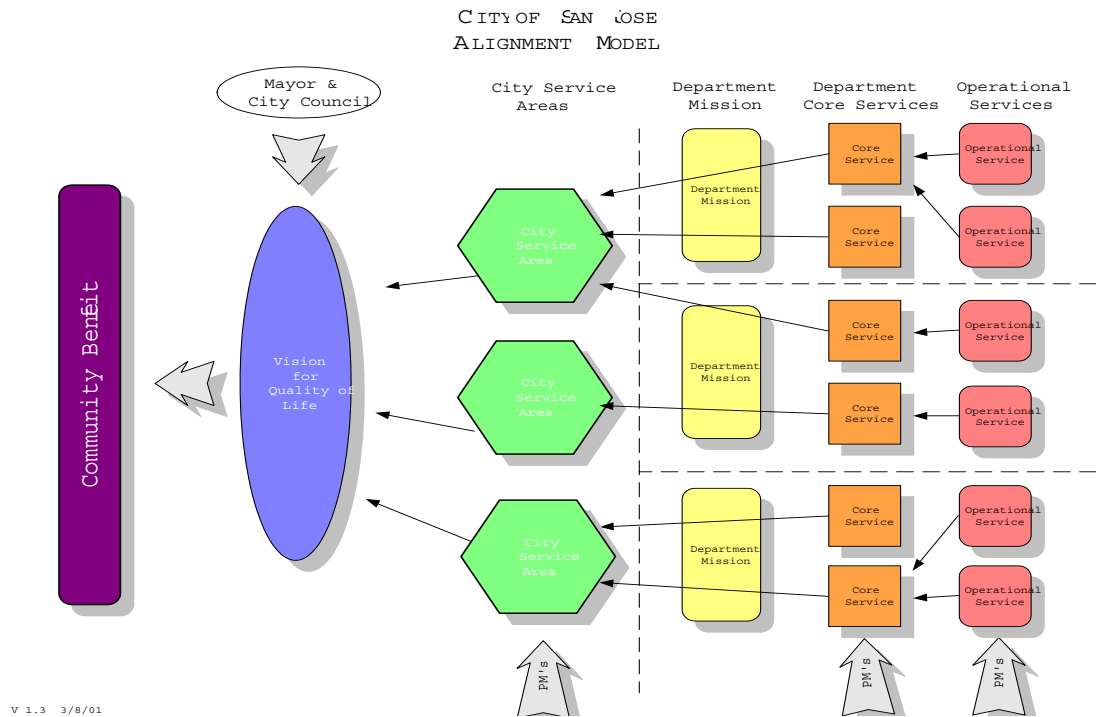 CITY OF SAN JOSE
ALIGNMENT MODEL
Mayor &
City Council
City Service
Areas
Department
Mission
Department
Core Services
Operational
Services
Community Benefit
Vision
for
Quality of
Life
City
Service
Area
City
Service
Area
City
Service
Area
Department
Mission
Department
Mission
Department
Mission
Core
Service
Core
Service
Core
Service
Core
Service
Core
Service
Core
Service
Operational
Service
Operational
Service
Operational
Service
Operational
Service
Operational
Service
Operational
Service
PM's
PM's
PM's
V 1.3 3/8/01